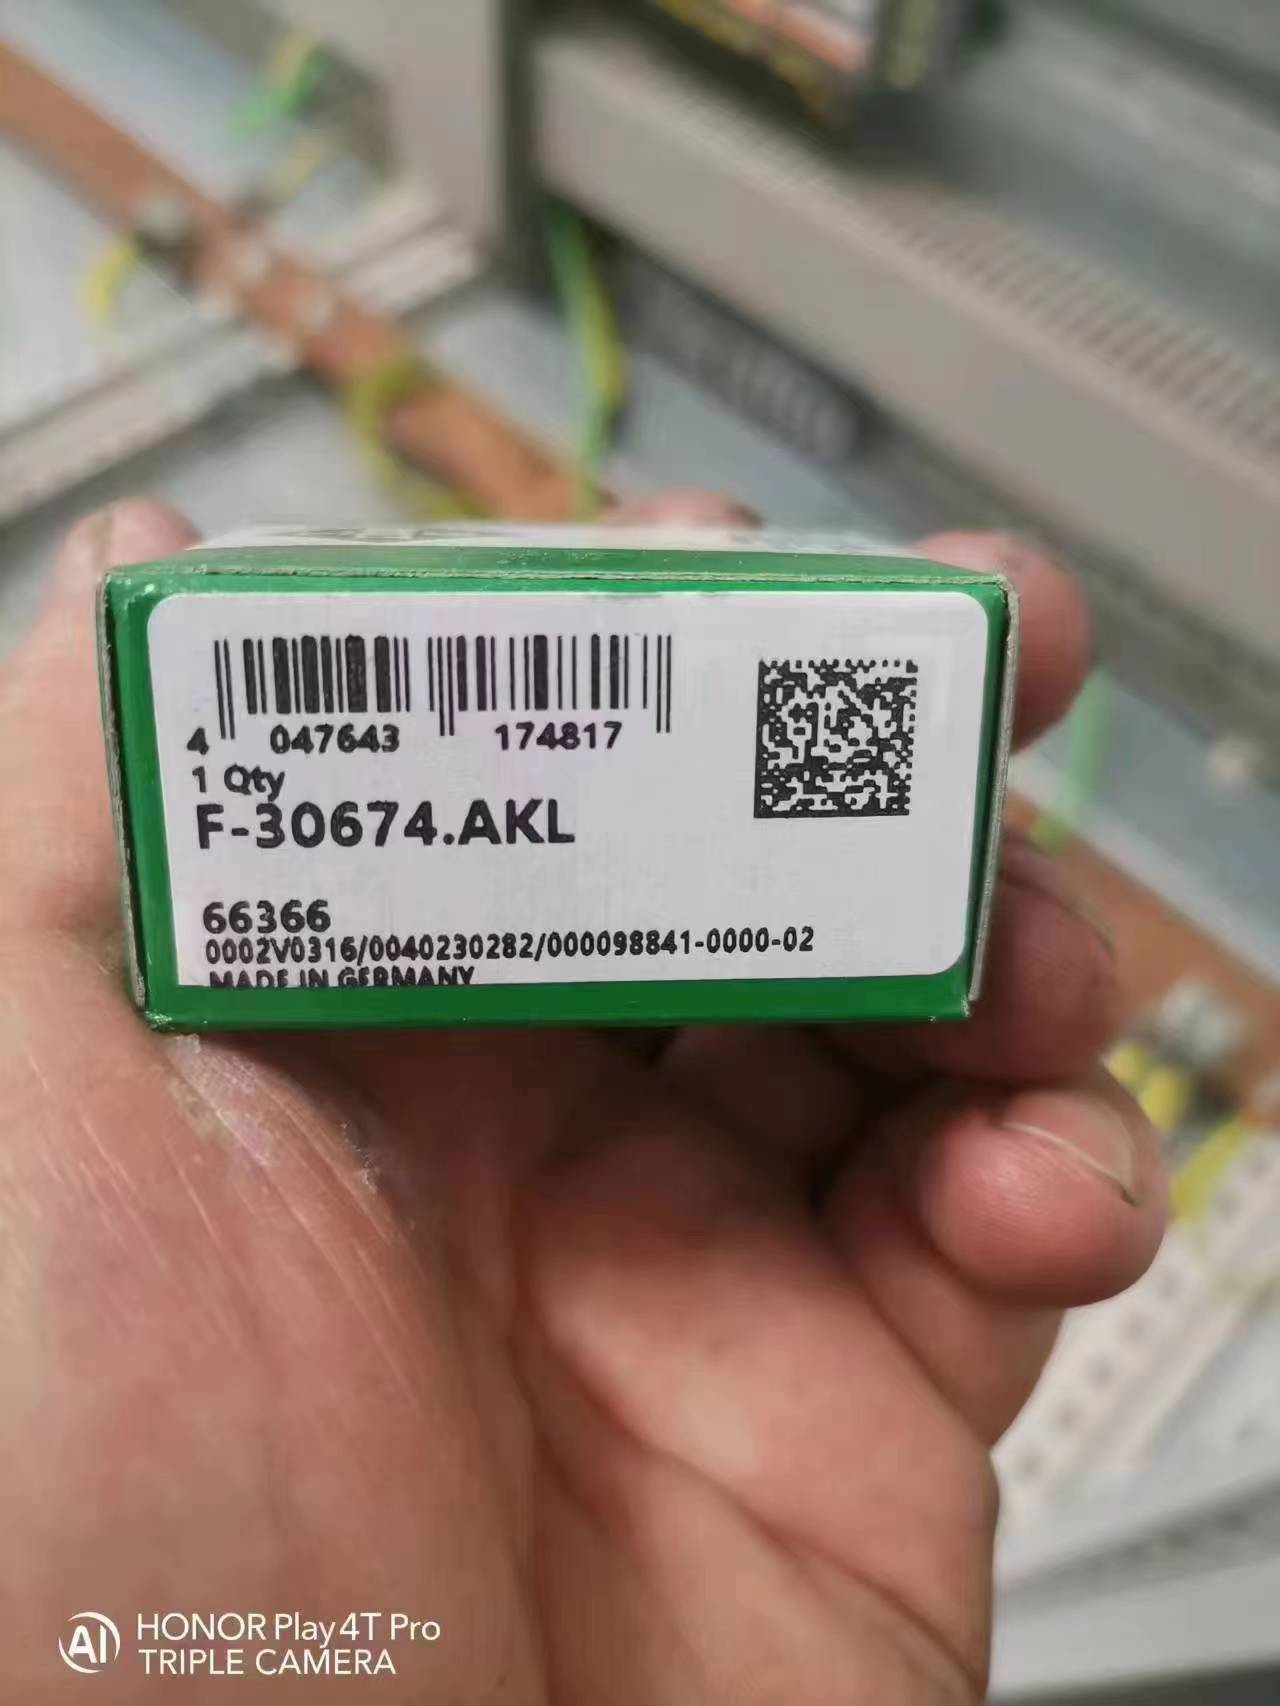 4 047643 174817
1 Qty
F-30674.AKL
66366
0002V0316/0040230282/000098841-0000-02
MADE IN GERMANY
AI HONOR Play4T Pro
TRIPLE CAMERA